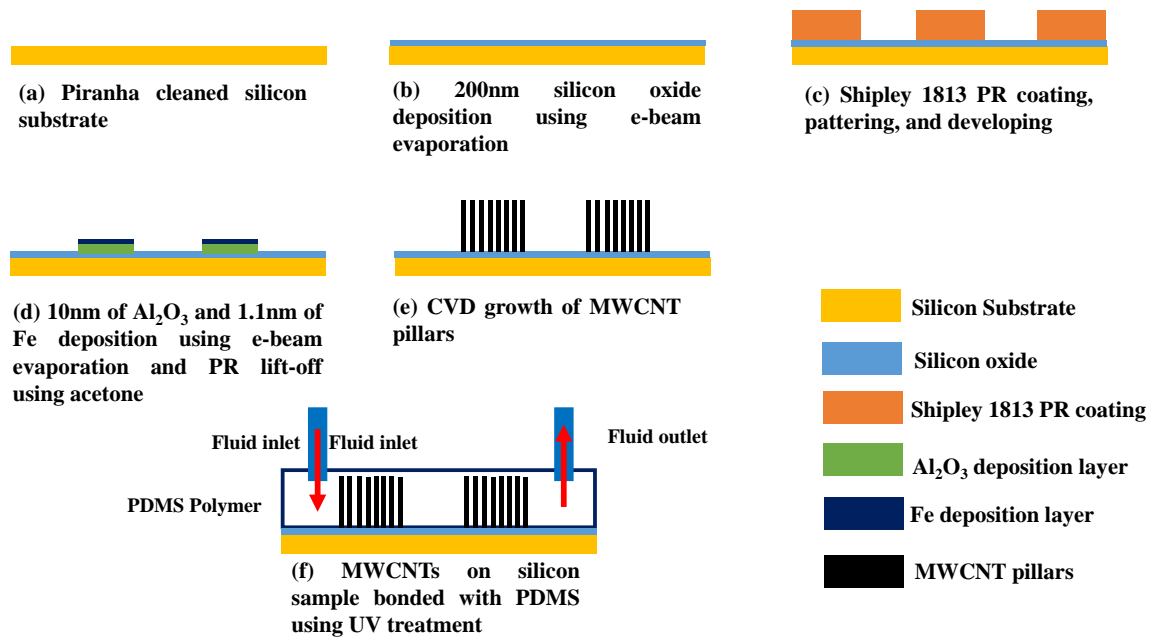 (a) Piranha cleaned silicon
substrate
(b) 200nm silicon oxide
deposition using e-beam
evaporation
(c) Shipley 1813 PR coating,
pattering, and developing
(d) 10nm of Al₂O₃ and 1.1nm of
Fe deposition using e-beam
evaporation and PR lift-off
using acetone
(e) CVD growth of MWCNT
pillars
Fluid inlet
Fluid inlet
Fluid outlet
PDMS Polymer
(f) MWCNTs on silicon
sample bonded with PDMS
using UV treatment
Silicon Substrate
Silicon oxide
Shipley 1813 PR coating
Al₂O₃ deposition layer
Fe deposition layer
MWCNT pillars